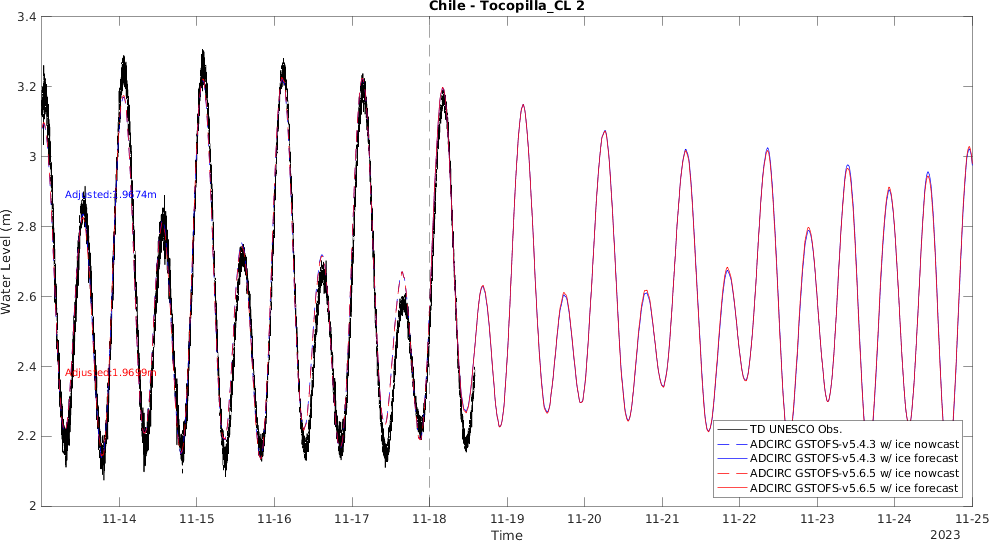 Chile - Tocopilla_CL 2
3.4
3.2
3
2.8
2.6
2.4
2.2
2
Water Level (m)
Adjusted:1.9674m
Adjusted:1.9699m
TD UNESCO Obs.
ADCIRC GSTOFS-v5.4.3 w/ ice nowcast
ADCIRC GSTOFS-v5.4.3 w/ ice forecast
ADCIRC GSTOFS-v5.6.5 w/ ice nowcast
ADCIRC GSTOFS-v5.6.5 w/ ice forecast
11-14 11-15 11-16 11-17 11-18 11-19 11-20 11-21 11-22 11-23 11-24 11-25
Time
2023